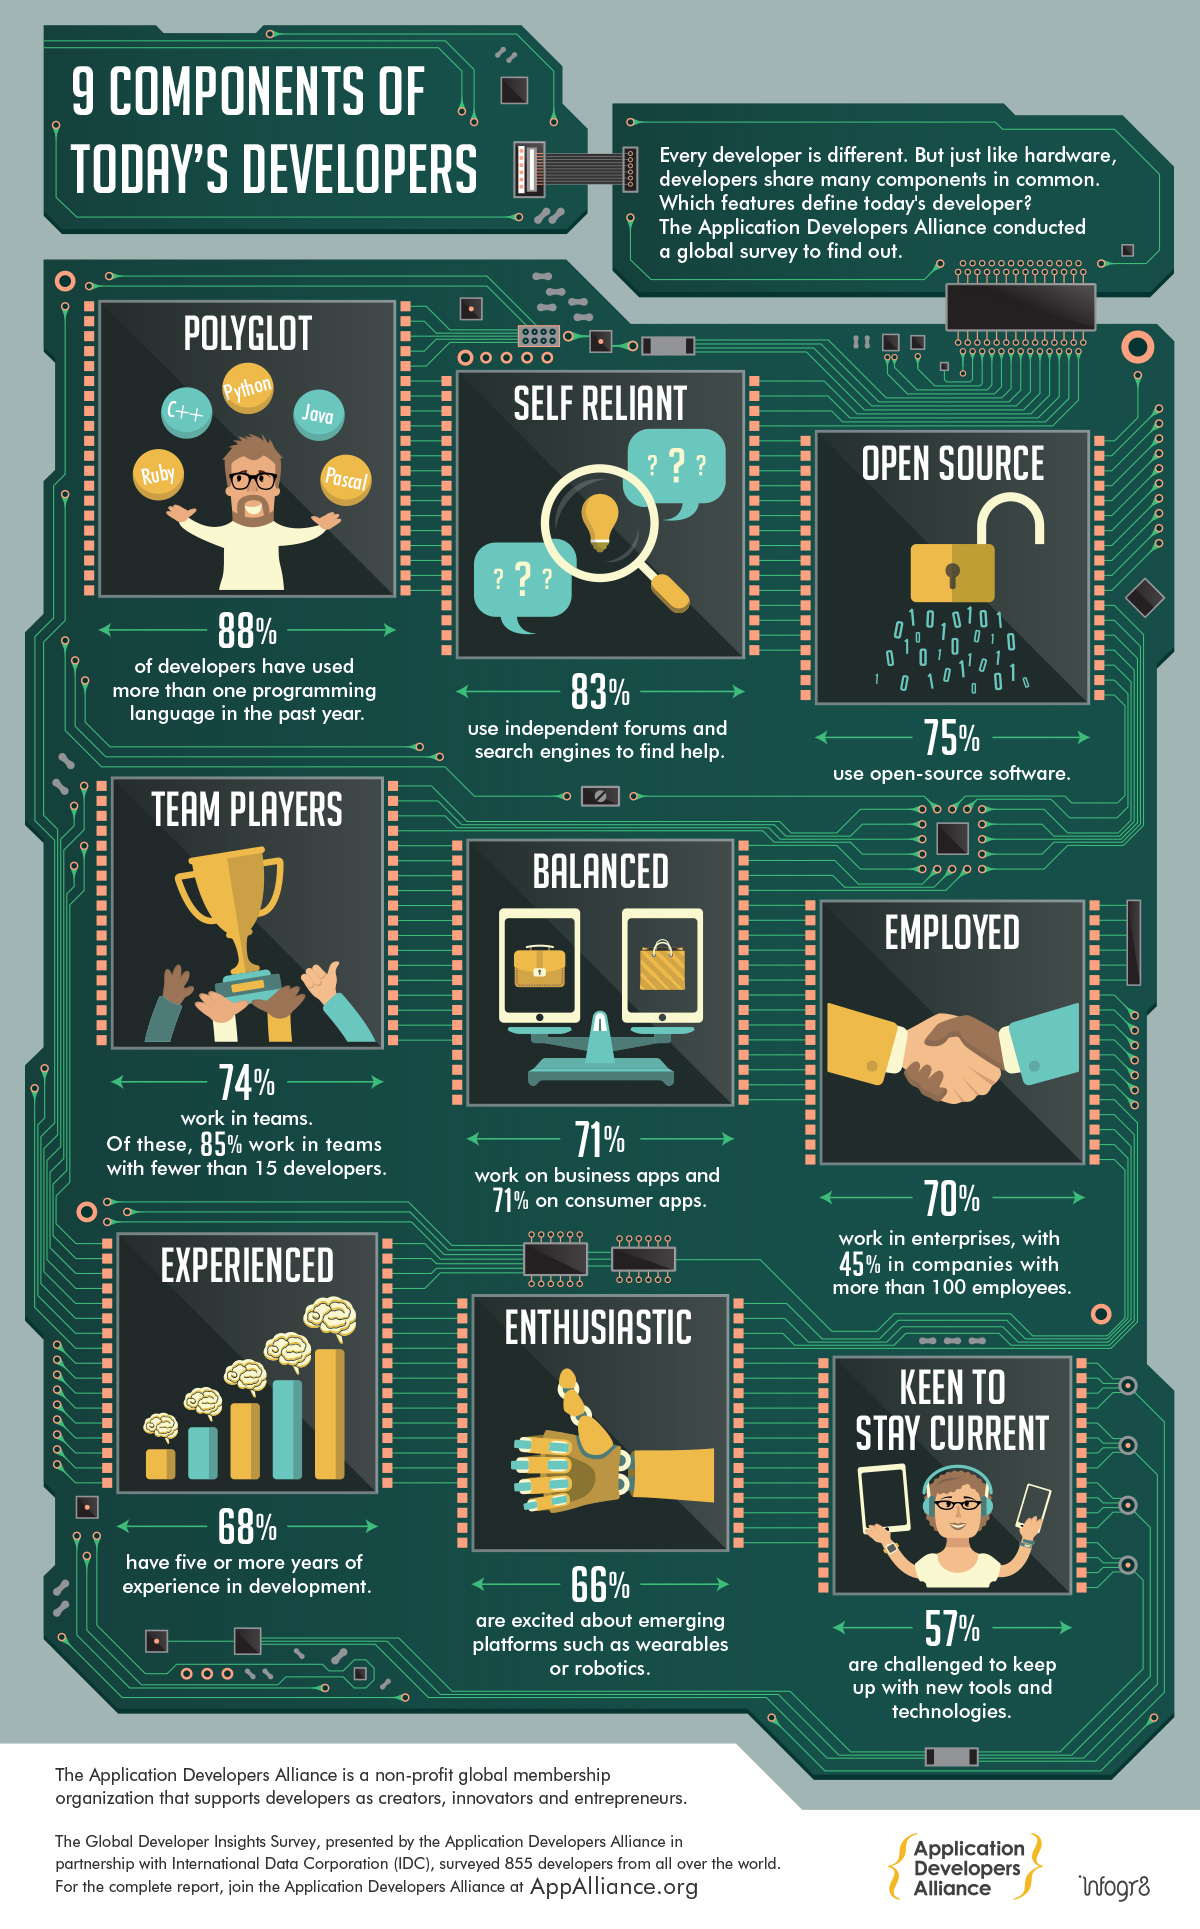 9 COMPONENTS OF
TODAY'S DEVELOPERS
Every developer is different. But just like hardware,
developers share many components in common.
Which features define today's developer?
The Application Developers Alliance conducted
a global survey to find out.
POLYGLOT
Python
C++
Java
Ruby
Pascal
88%
of developers have used
more than one programming
language in the past year.
SELF RELIANT
? ? ?
? ? ?
83%
use independent forums and
search engines to find help.
OPEN SOURCE
75%
use open-source software.
TEAM PLAYERS
74%
work in teams.
Of these, 85% work in teams
with fewer than 15 developers.
BALANCED
71%
work on business apps and
71% on consumer apps.
EMPLOYED
70%
work in enterprises, with
45% in companies with
more than 100 employees.
EXPERIENCED
68%
have five or more years of
experience in development.
ENTHUSIASTIC
66%
are excited about emerging
platforms such as wearables
or robotics.
KEEN TO
STAY CURRENT
57%
are challenged to keep
up with new tools and
technologies.
The Application Developers Alliance is a non-profit global membership
organization that supports developers as creators, innovators and entrepreneurs.
The Global Developer Insights Survey, presented by the Application Developers Alliance in
partnership with International Data Corporation (IDC), surveyed 855 developers from all over the world.
For the complete report, join the Application Developers Alliance at AppAlliance.org
{Application
Developers
Alliance}
infogr8